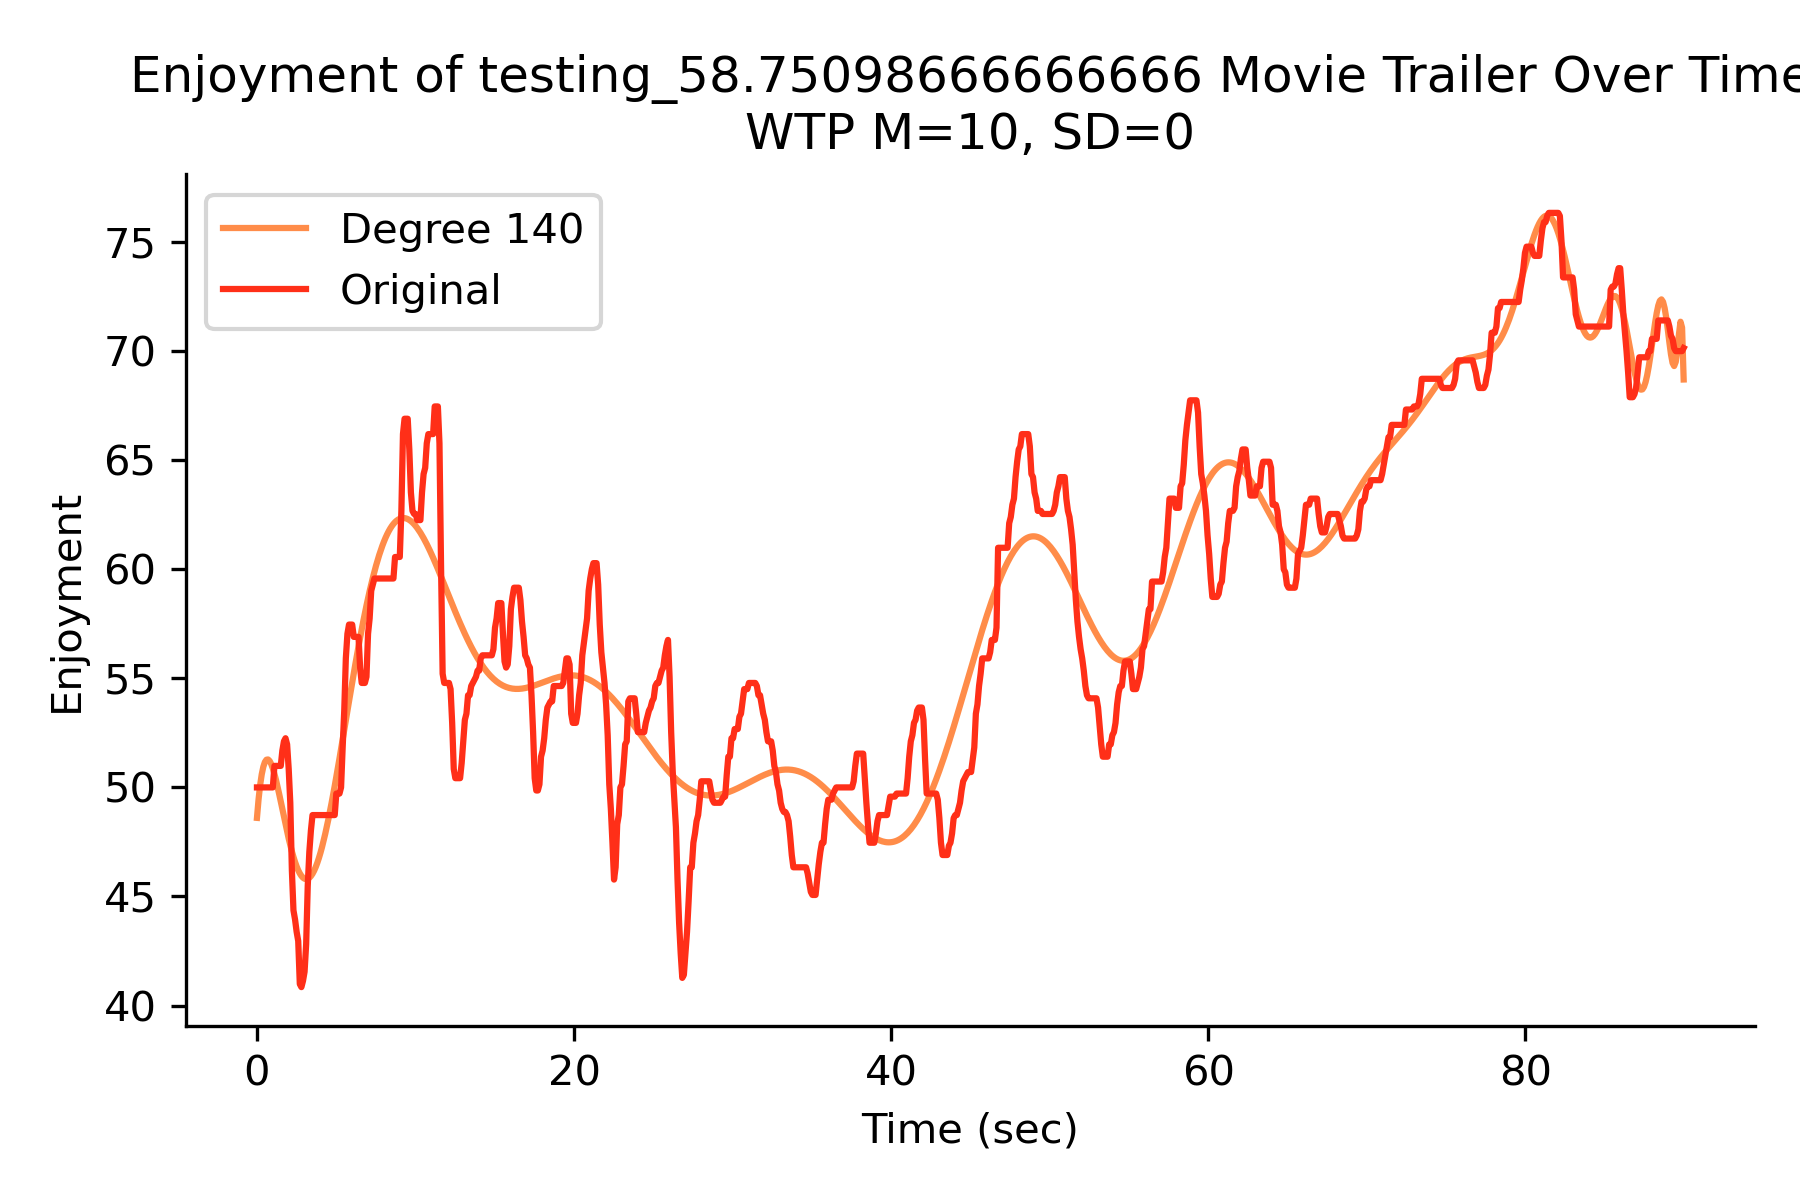 Enjoyment of testing_58.75098666666666 Movie Trailer Over Time
WTP M=10, SD=0
Degree 140
Original
75
70
65
60
55
50
45
40
Enjoyment
0 20 40 60 80
Time (sec)